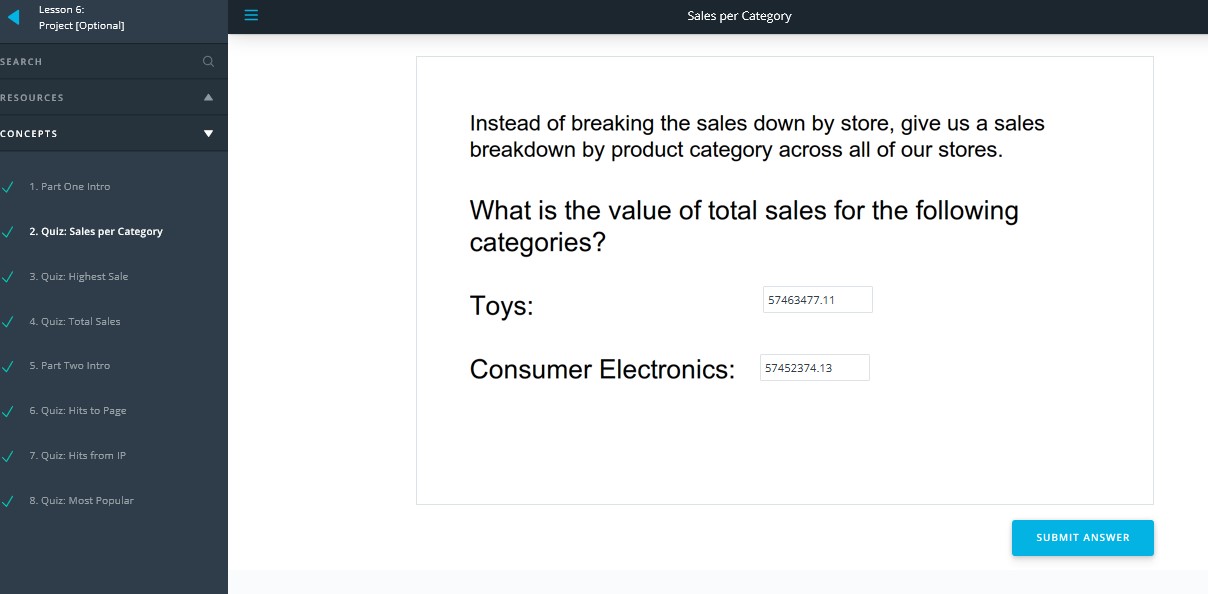 Lesson 6:
Project [Optional]
SEARCH
RESOURCES
CONCEPTS
1. Part One Intro
2. Quiz: Sales per Category
3. Quiz: Highest Sale
4. Quiz: Total Sales
5. Part Two Intro
6. Quiz: Hits to Page
7. Quiz: Hits from IP
8. Quiz: Most Popular
Sales per Category
Instead of breaking the sales down by store, give us a sales
breakdown by product category across all of our stores.
What is the value of total sales for the following
categories?
Toys: 57463477.11
Consumer Electronics: 57452374.13
SUBMIT ANSWER